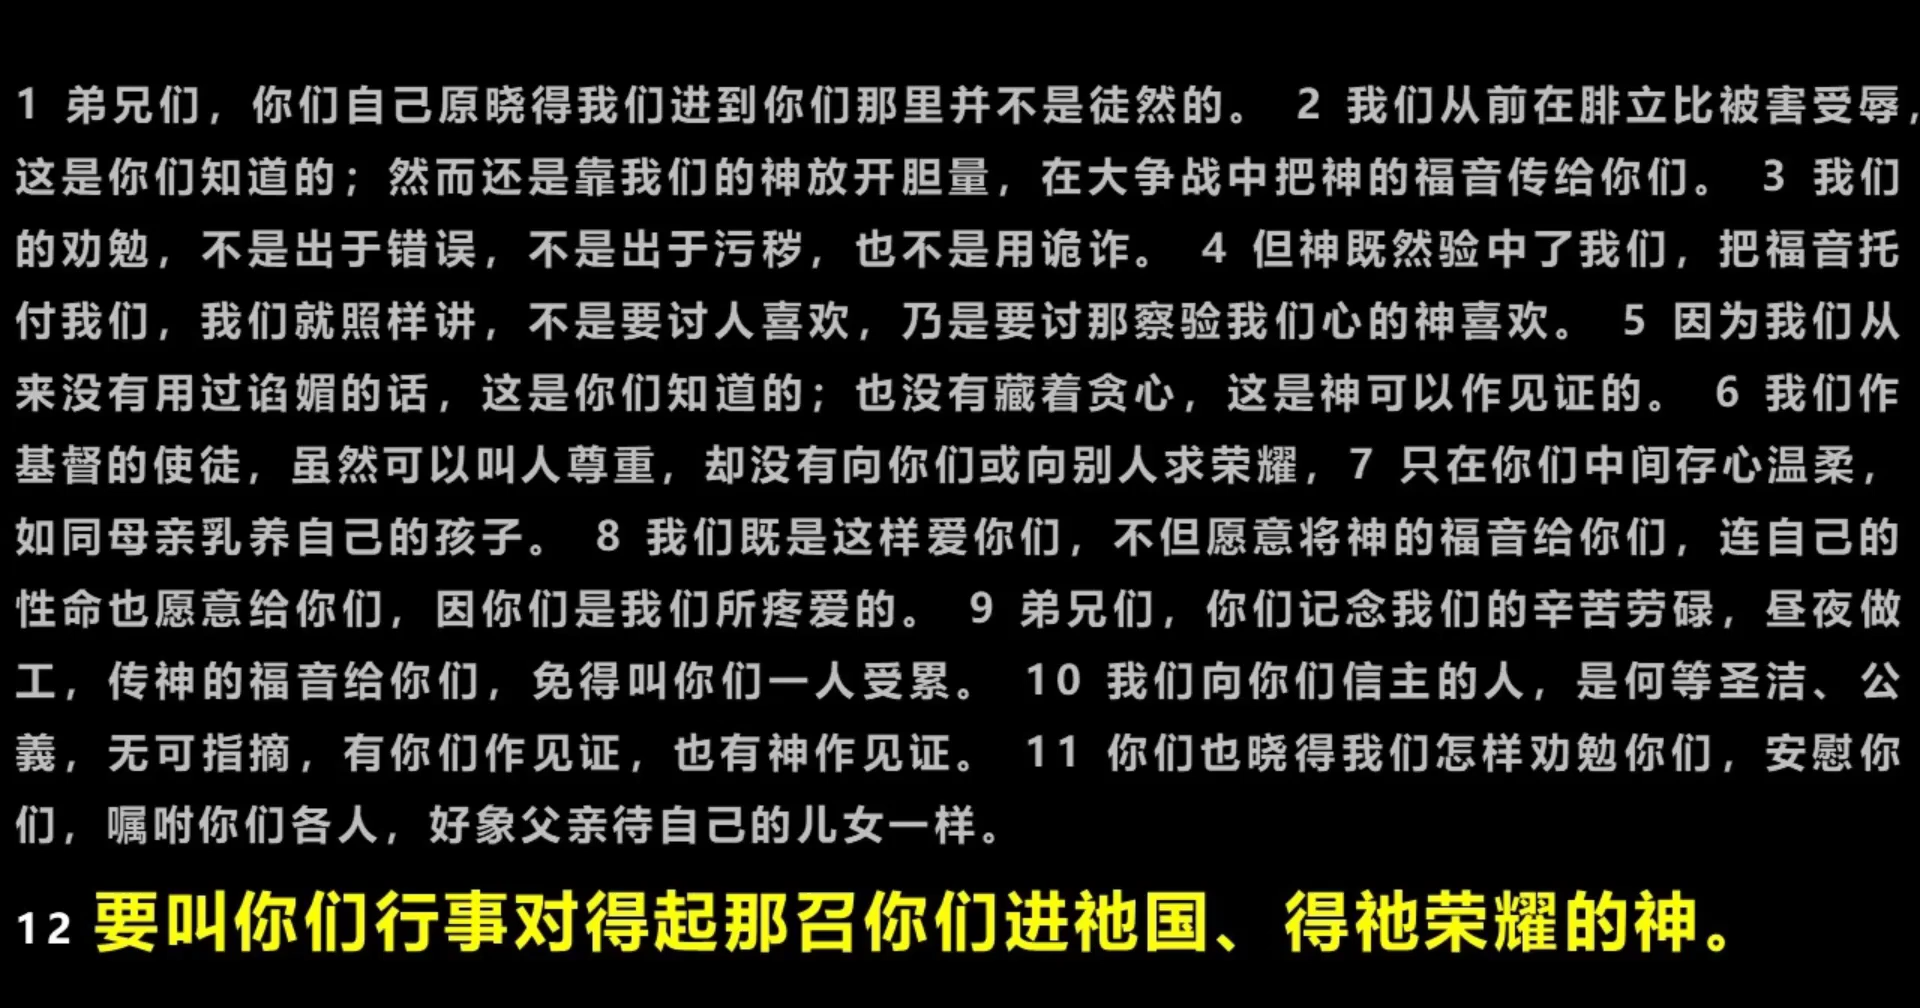 1 弟兄们，你们自己原晓得我们进到你们那里并不是徒然的。 2 我们从前在腓立比被害受辱，
这是你们知道的；然而还是靠我们的神放开胆量，在大争战中把神的福音传给你们。 3 我们
的劝勉，不是出于错误，不是出于污秽，也不是用诡诈。 4 但神既然验中了我们，把福音托
付我们，我们就照样讲，不是要讨人喜欢，乃是要讨那察验我们心的神喜欢。 5 因为我们从
来没有用过谄媚的话，这是你们知道的；也没有藏着贪心，这是神可以作见证的。 6 我们作
基督的使徒，虽然可以叫人尊重，却没有向你们或向别人求荣耀，7 只在你们中间存心温柔，
如同母亲乳养自己的孩子。 8 我们既是这样爱你们，不但愿意将神的福音给你们，连自己的
性命也愿意给你们，因你们是我们所疼爱的。 9 弟兄们，你们记念我们的辛苦劳碌，昼夜做
工，传神的福音给你们，免得叫你们一人受累。 10 我们向你们信主的人，是何等圣洁、公
義，无可指摘，有你们作见证，也有神作见证。 11 你们也晓得我们怎样劝勉你们，安慰你
们，嘱咐你们各人，好象父亲待自己的儿女一样。
12 要叫你们行事对得起那召你们进祂国、得祂荣耀的神。